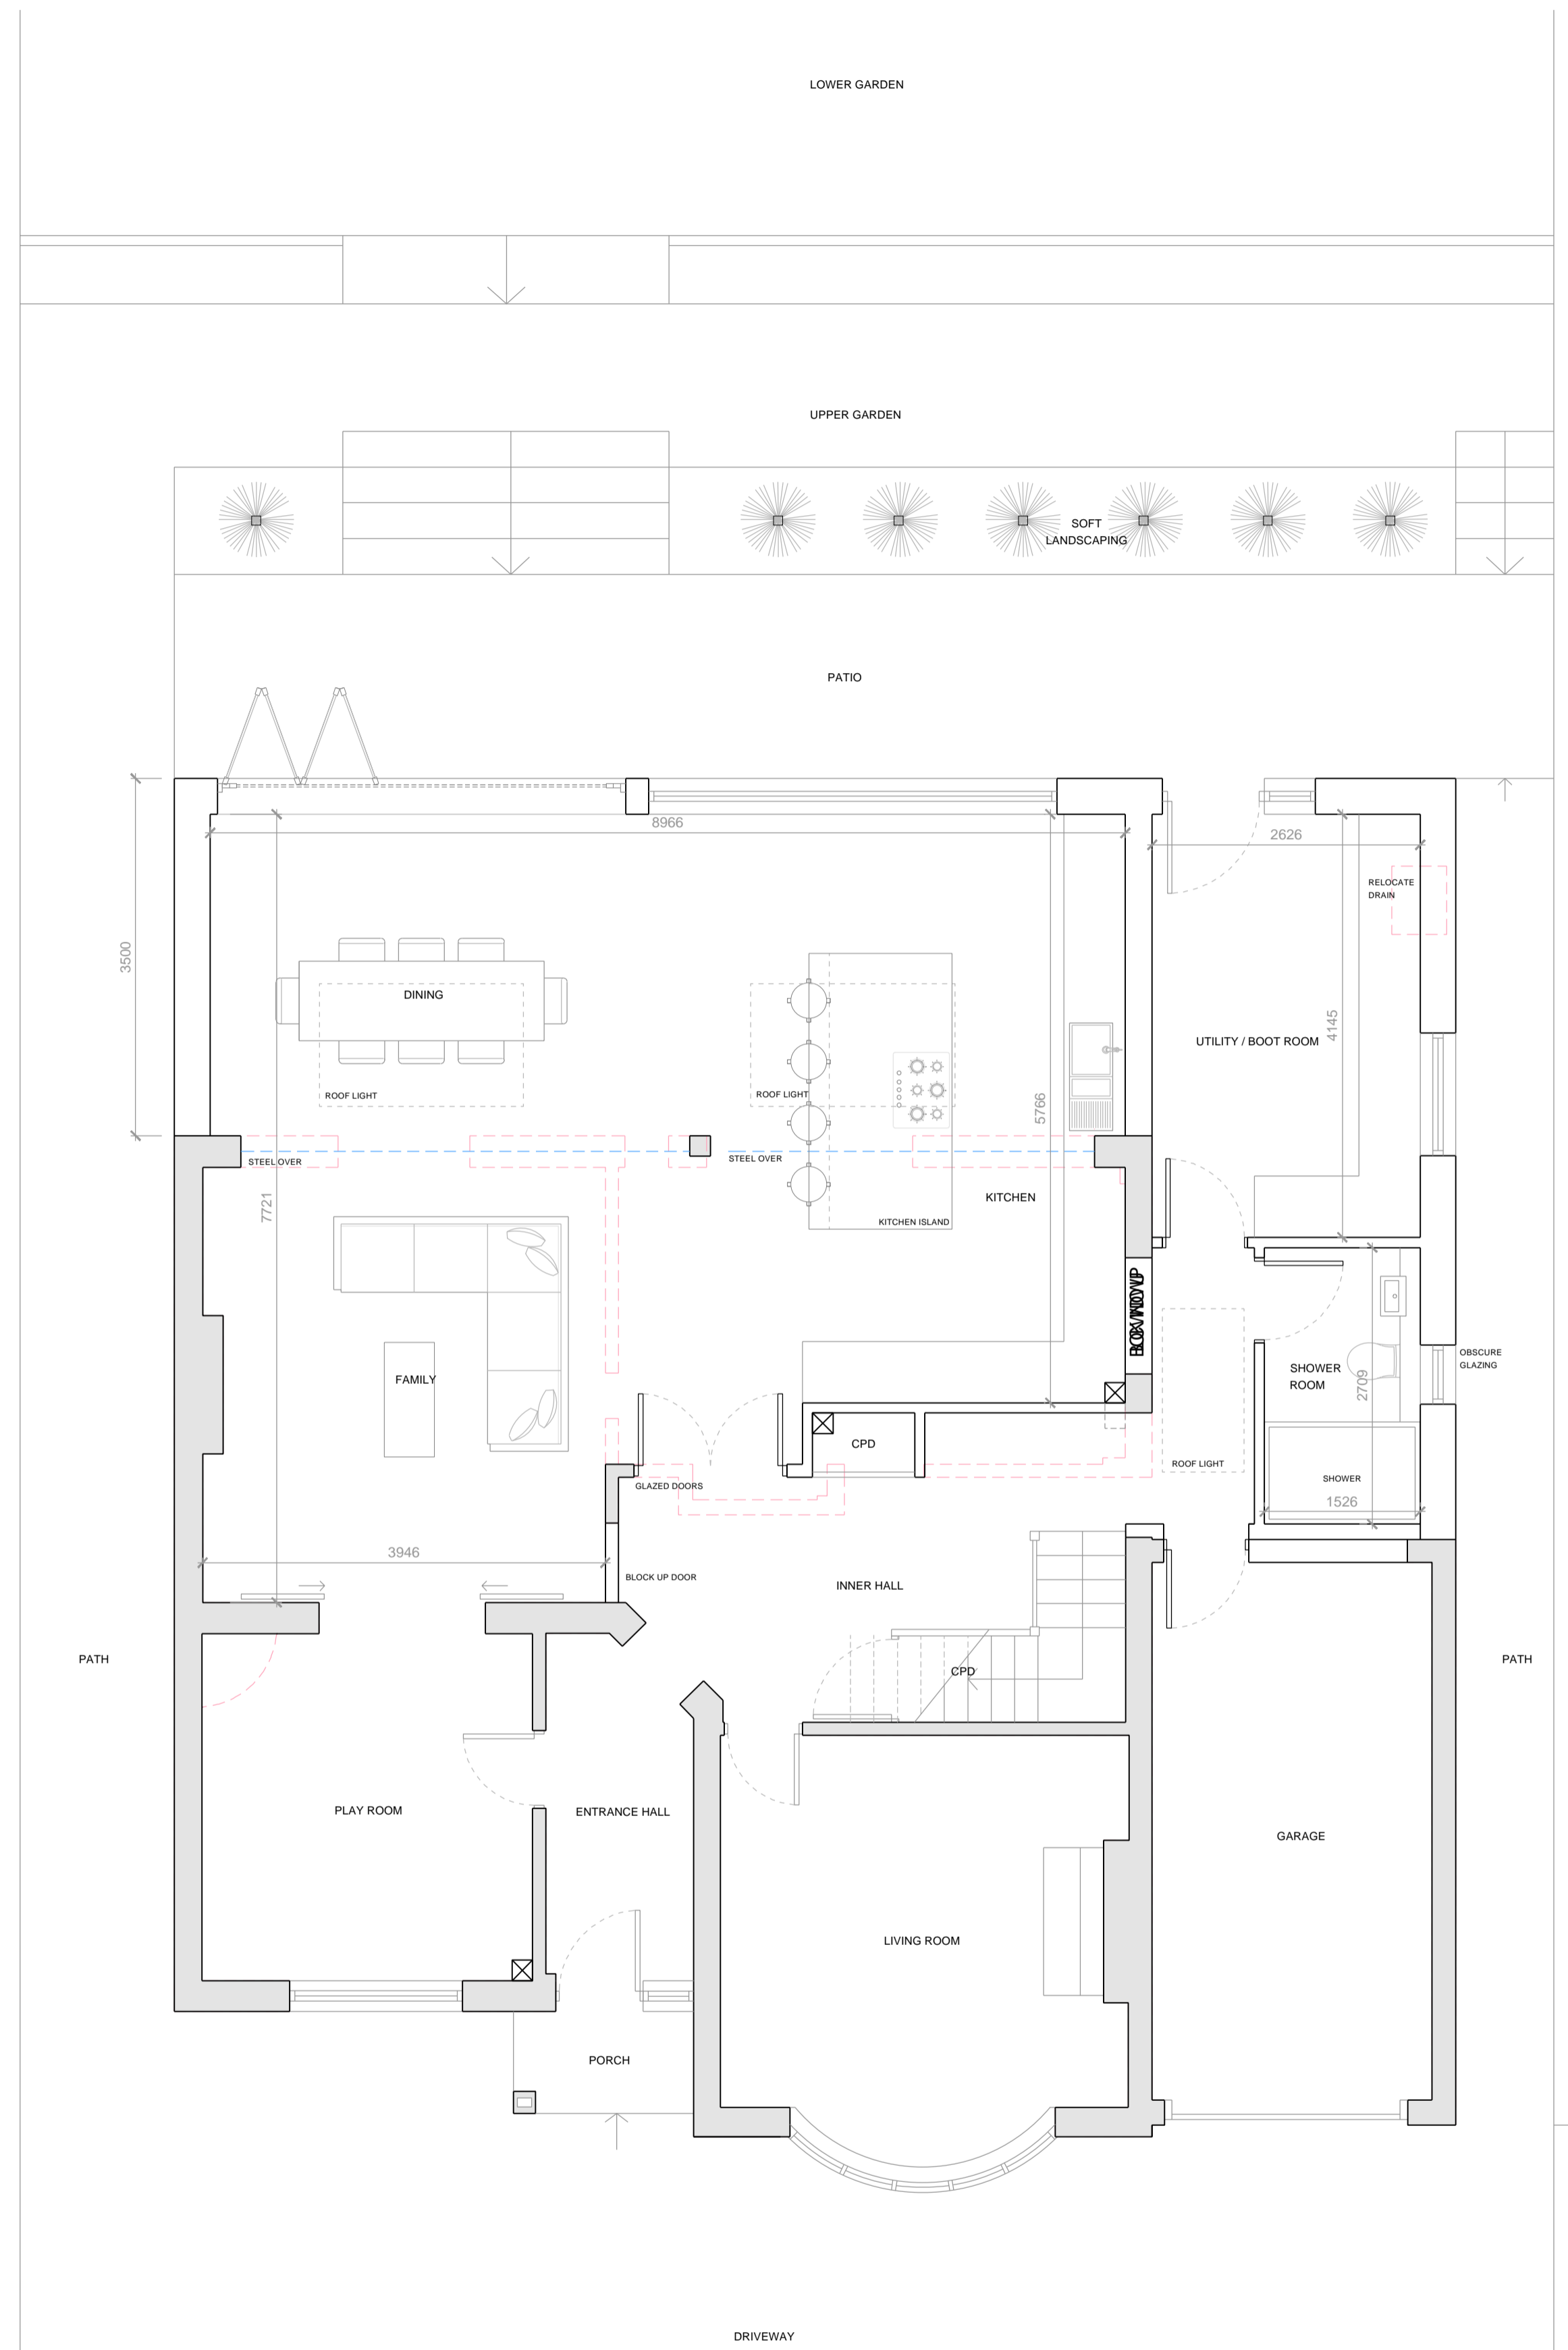 LOWER GARDEN
UPPER GARDEN
SOFT
LANDSCAPING
PATIO
8966
2626
RELOCATE
DRAIN
3500
DINING
4145
UTILITY / BOOT ROOM
ROOF LIGHT
ROOF LIGHT
5766
STEEL OVER
STEEL OVER
7721
KITCHEN
KITCHEN ISLAND
OBSCURE
GLAZING
SHOWER
ROOM
2709
FAMILY
CPD
ROOF LIGHT
SHOWER
GLAZED DOORS
1526
3946
BLOCK UP DOOR
INNER HALL
PATH
CPD
PATH
PLAY ROOM
ENTRANCE HALL
GARAGE
LIVING ROOM
PORCH
DRIVEWAY